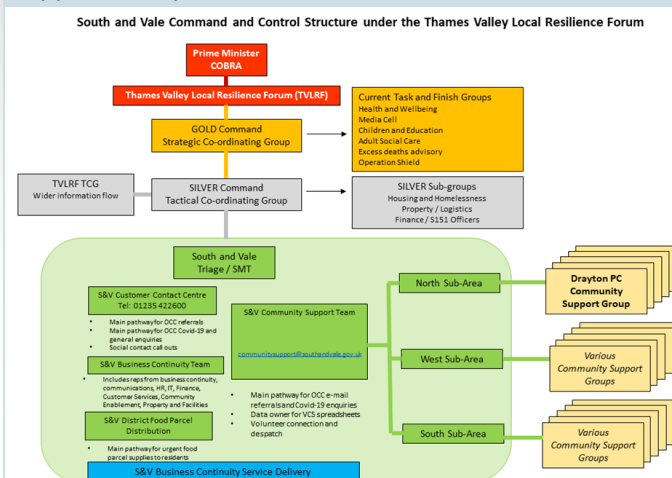 South and Vale Command and Control Structure under the Thames Valley Local Resilience Forum
Prime Minister
COBRA
Thames Valley Local Resilience Forum (TVLRF)
GOLD Command
Strategic Co-ordinating Group
Current Task and Finish Groups
Health and Wellbeing
Media Cell
Children and Education
Adult Social Care
Excess deaths advisory
Operation Shield
TVLRF TCG
Wider information flow
SILVER Command
Tactical Co-ordinating Group
SILVER Sub-groups
Housing and Homelessness
Property / Logistics
Finance / S151 Officers
South and Vale
Triage / SMT
S&V Customer Contact Centre
Tel: 01235 422600
• Main pathway for OCC referrals
• Main pathway for OCC Covid-19 and
general enquiries
• Social contact call outs
S&V Business Continuity Team
• Includes reps from business continuity,
communications, HR, IT, Finance,
Customer Services, Community
Enablement, Property and Facilities
S&V District Food Parcel
Distribution
• Main pathway for urgent food
parcel supplies to residents
S&V Community Support Team
communitysupport@southandvale.gov.uk
• Main pathway for OCC e-mail
referrals and Covid-19 enquiries
• Data owner for VCS spreadsheets
• Volunteer connection and
despatch
North Sub-Area
West Sub-Area
South Sub-Area
Drayton PC
Community
Support Group
Various
Community Support
Groups
Various
Community Support
Groups
S&V Business Continuity Service Delivery